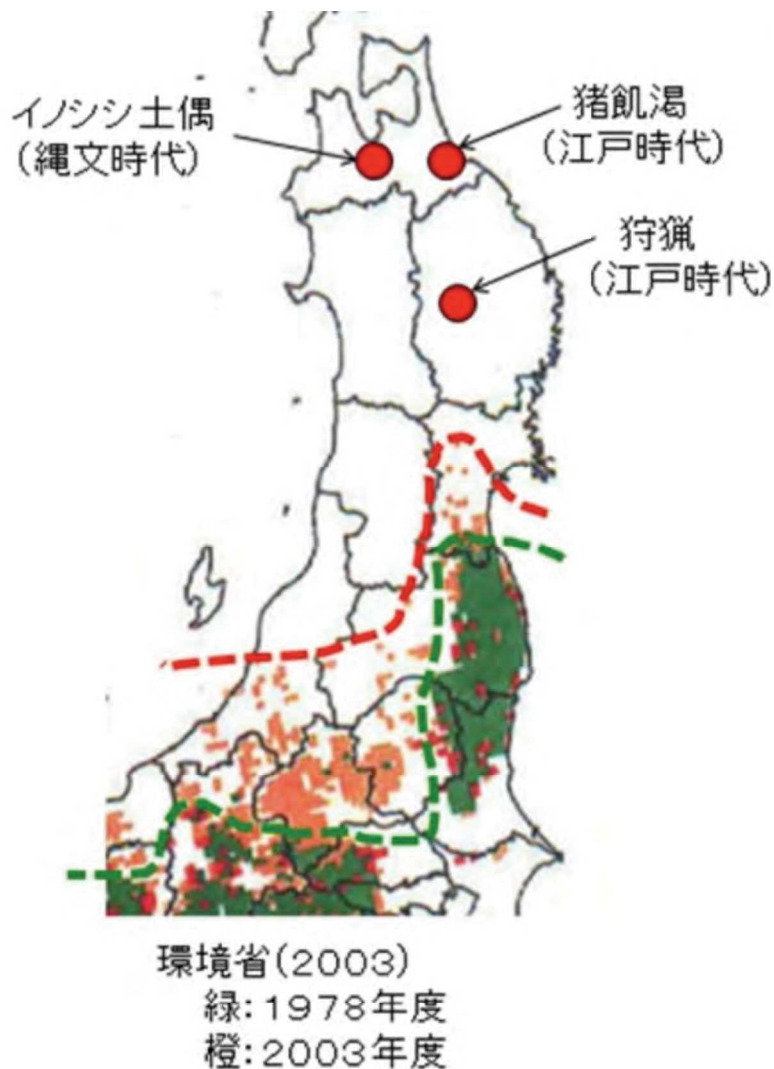 イノシシ土偶
(縄文時代)
猪飢渇
(江戸時代)
狩猟
(江戸時代)
環境省(2003)
緑:1978年度
橙:2003年度